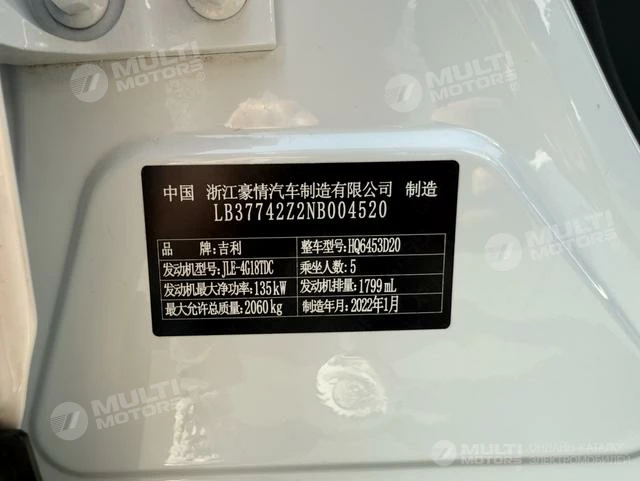 中国 浙江豪情汽车制造有限公司 制造
LB37742Z2NB004520
品 牌:吉利 整车型号:HQ6453D20
发动机型号:JLE-4G18TDC 乘坐人数:5
发动机最大净功率:135kW 发动机排量:1799mL
最大允许总质量:2060kg 制造年月:2022年1月
MULTI MOTORS
MULTI MOTORS
MULTI MOTORS
MULTI MOTORS
MULTI MOTORS
ОНЛАЙН-КАТАЛОГ
ЭЛЕКТРОМОБИЛЕЙ